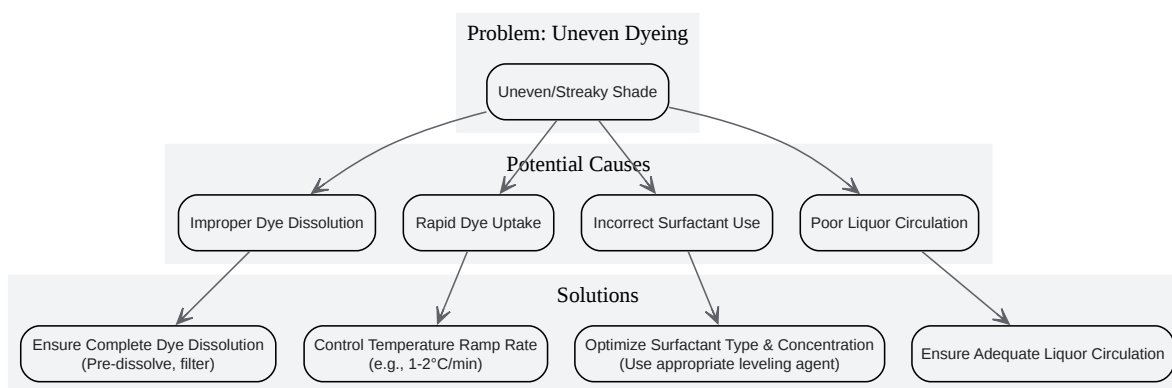 Problem: Uneven Dyeing
Uneven/Streaky Shade
Potential Causes
Improper Dye Dissolution
Rapid Dye Uptake
Incorrect Surfactant Use
Poor Liquor Circulation
Solutions
Ensure Complete Dye Dissolution
(Pre-dissolve, filter)
Control Temperature Ramp Rate
(e.g., 1-2°C/min)
Optimize Surfactant Type & Concentration
(Use appropriate leveling agent)
Ensure Adequate Liquor Circulation